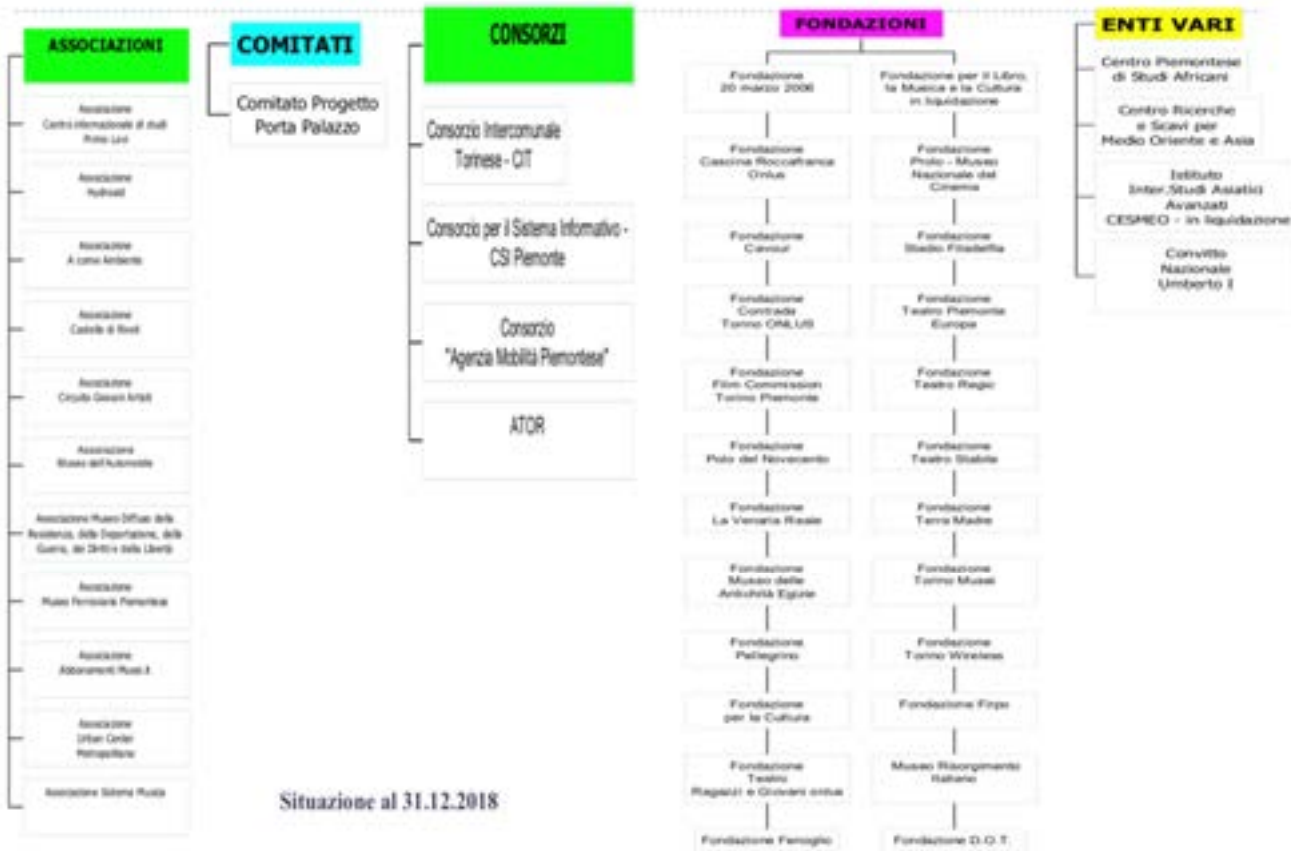 ASSOCIAZIONI
Associazione
Centro internazionale di studi
Primo Levi
Associazione
Hydroaid
Associazione
A come Ambiente
Associazione
Castello di Rivoli
Associazione
Circuito Giovani Artisti
Associazione
Museo dell'Automobile
Associazione Museo Diffuso della
Resistenza, della Deportazione, della
Guerra, dei Diritti e della Libertà
Associazione
Museo Ferroviario Piemontese
Associazione
Abbonamenti Musei.it
Associazione
Urban Center
Metropolitano
Associazione Sistema Musica
COMITATI
Comitato Progetto
Porta Palazzo
CONSORZI
Consorzio Intercomunale
Torinese - CIT
Consorzio per il Sistema Informativo -
CSI Piemonte
Consorzio
"Agenzia Mobilità Piemontese"
ATOR
FONDAZIONI
Fondazione
20 marzo 2006
Fondazione
Cascina Roccafranca
Onlus
Fondazione
Cavour
Fondazione
Contrada
Torino ONLUS
Fondazione
Film Commission
Torino Piemonte
Fondazione
Polo del Novecento
Fondazione
La Venaria Reale
Fondazione
Museo delle
Antichità Egizie
Fondazione
Pellegrino
Fondazione
per la Cultura
Fondazione
Teatro
Ragazzi e Giovani onlus
Fondazione Fenoglio
Fondazione per il Libro,
la Musica e la Cultura
in liquidazione
Fondazione
Prolo - Museo
Nazionale del
Cinema
Fondazione
Stadio Filadelfia
Fondazione
Teatro Piemonte
Europa
Fondazione
Teatro Regio
Fondazione
Teatro Stabile
Fondazione
Terra Madre
Fondazione
Torino Musei
Fondazione
Torino Wireless
Fondazione Firpo
Museo Risorgimento
Italiano
Fondazione D.O.T.
ENTI VARI
Centro Piemontese
di Studi Africani
Centro Ricerche
e Scavi per
Medio Oriente e Asia
Istituto
Inter.Studi Asiatici
Avanzati
CESMEO - in liquidazione
Convitto
Nazionale
Umberto I
Situazione al 31.12.2018